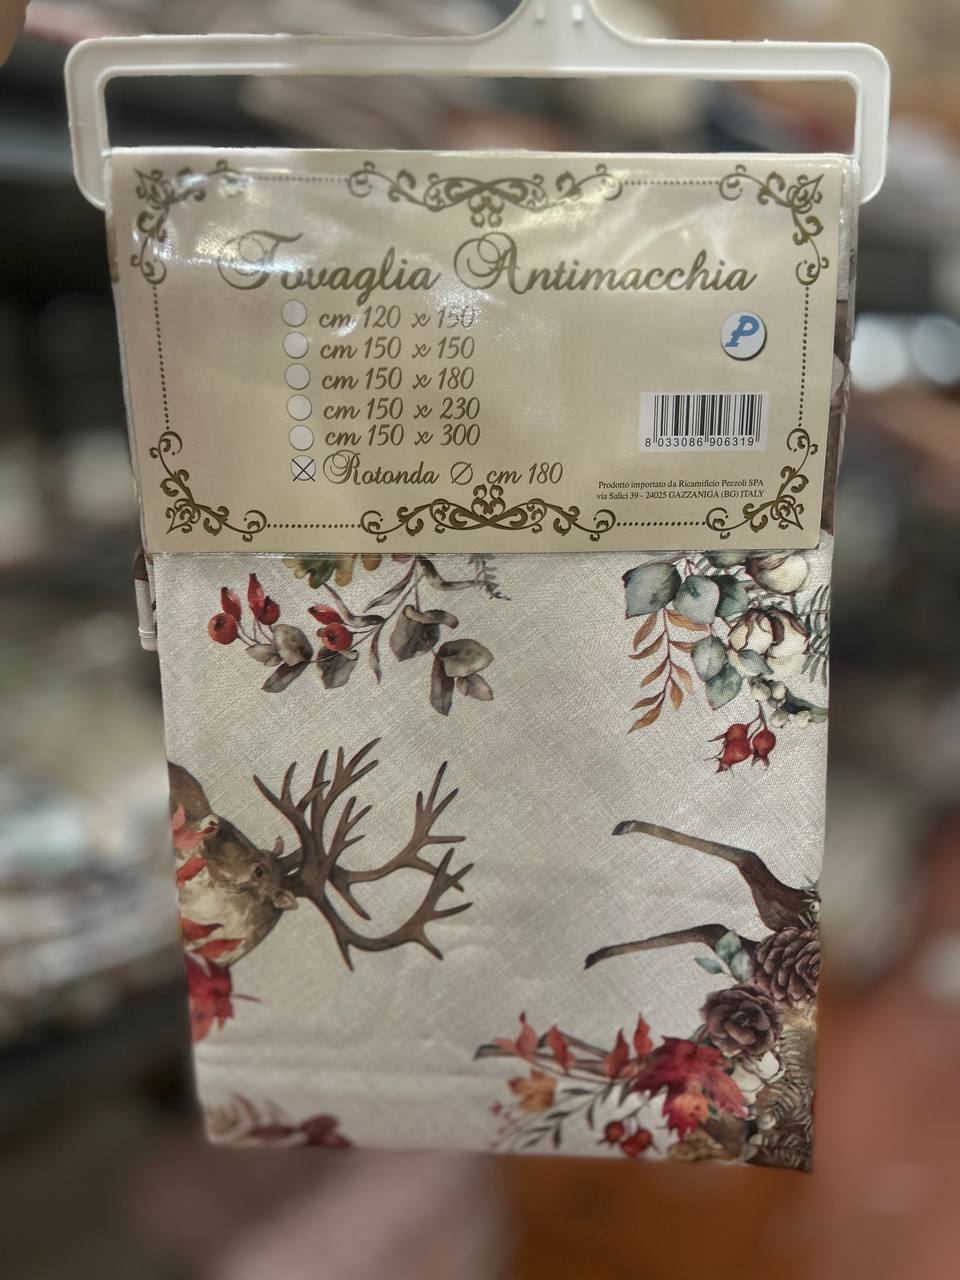 Tovaglia Antimacchia
cm 120 x 150
cm 150 x 150
cm 150 x 180
cm 150 x 230
cm 150 x 300
Rotonda Ø cm 180
P
8 033086 906319
Prodotto importato da Ricamificio Pezzoli SPA
via Salici 39 - 24025 GAZZANIGA (BG) ITALY